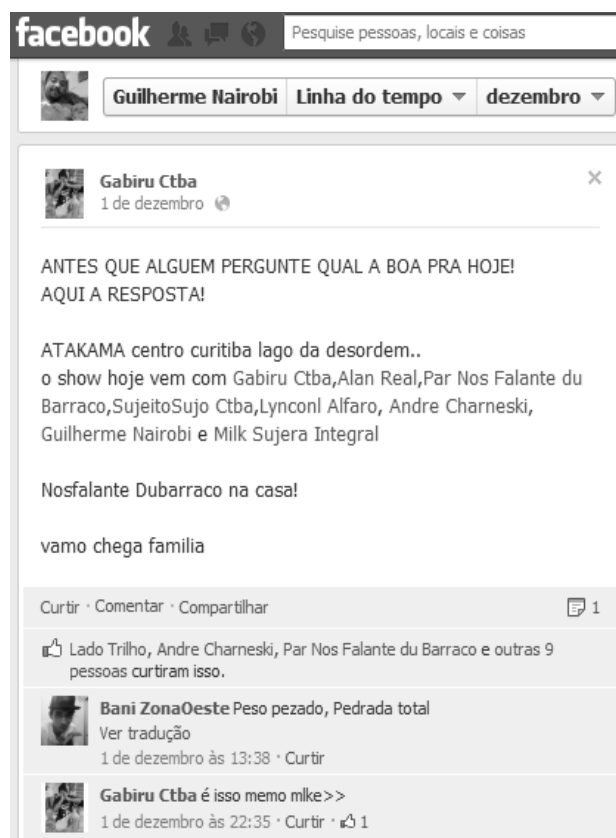 facebook Pesquise pessoas, locais e coisas
Guilherme Nairobi Linha do tempo dezembro
Gabiru Ctba
1 de dezembro
ANTES QUE ALGUEM PERGUNTE QUAL A BOA PRA HOJE!
AQUI A RESPOSTA!
ATAKAMA centro curitiba lago da desordem..
o show hoje vem com Gabiru Ctba,Alan Real,Par Nos Falante du
Barraco,SujeitoSujo Ctba,Lynconl Alfaro, Andre Charneski,
Guilherme Nairobi e Milk Sujera Integral
Nosfalante Dubarraco na casa!
vamo chega familia
Curtir · Comentar · Compartilhar 1
Lado Trilho, Andre Charneski, Par Nos Falante du Barraco e outras 9
pessoas curtiram isso.
Bani ZonaOeste Peso pezado, Pedrada total
Ver tradução
1 de dezembro às 13:38 · Curtir
Gabiru Ctba é isso memo mlke>>
1 de dezembro às 22:35 · Curtir · 1